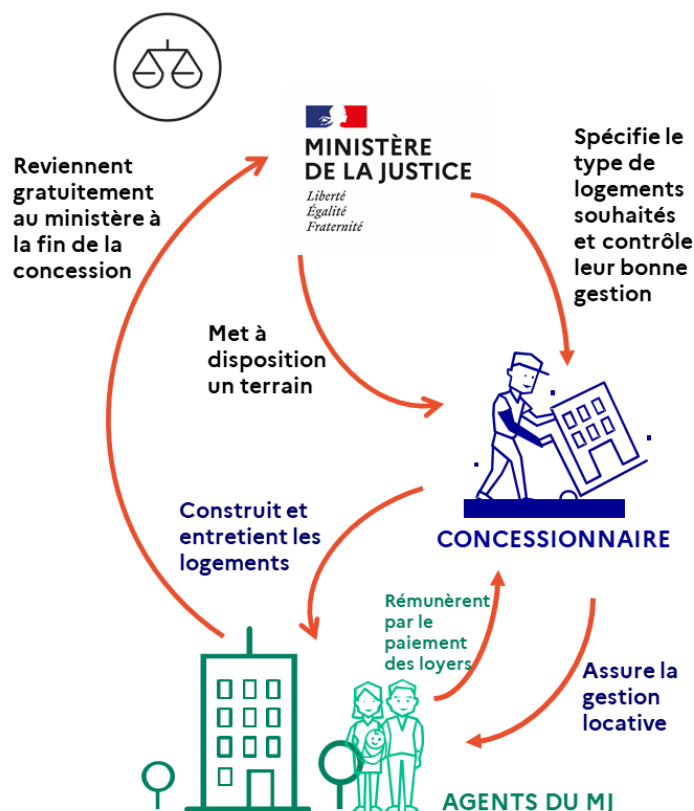 MINISTÈRE
DE LA JUSTICE
Liberté
Égalité
Fraternité
Reviennent
gratuitement
au ministère à
la fin de la
concession
Spécifie le
type de
logements
souhaités
et contrôle
leur bonne
gestion
Met à
disposition
un terrain
CONCESSIONNAIRE
Construit et
entretient les
logements
Rémunèrent
par le
paiement
des loyers
Assure la
gestion
locative
AGENTS DU MJ